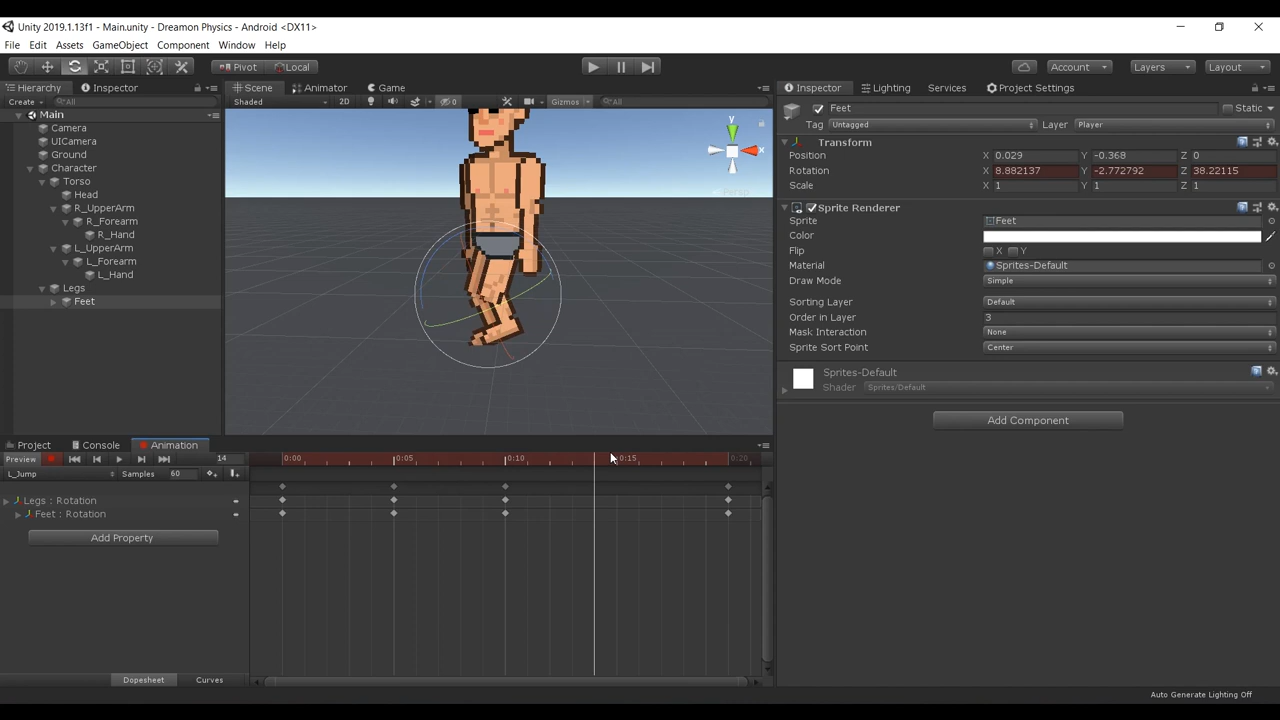 Unity 2019.1.13f1 - Main.unity - Dreamon Physics - Android <DX11>
File Edit Assets GameObject Component Window Help
Pivot Local Account Layers Layout
Hierarchy Inspector
Create All
Main
Camera
UICamera
Ground
Character
Torso
Head
R_UpperArm
R_Forearm
R_Hand
L_UpperArm
L_Forearm
L_Hand
Legs
Feet
Scene Animator Game
Shaded 2D 0 Gizmos All
y
x
Persp
Inspector Lighting Services Project Settings
Feet Static
Tag Untagged Layer Player
Transform
Position X 0.029 Y -0.368 Z 0
Rotation X 8.882137 Y -2.772792 Z 38.22115
Scale X 1 Y 1 Z 1
Sprite Renderer
Sprite Feet
Color
Flip X Y
Material Sprites-Default
Draw Mode Simple
Sorting Layer Default
Order in Layer 3
Mask Interaction None
Sprite Sort Point Center
Sprites-Default
Shader Sprites/Default
Add Component
Project Console Animation
Preview 14 0:00 0:05 0:10 0:15 0:20
L_Jump Samples 60
Legs : Rotation
Feet : Rotation
Add Property
Dopesheet Curves
Auto Generate Lighting Off